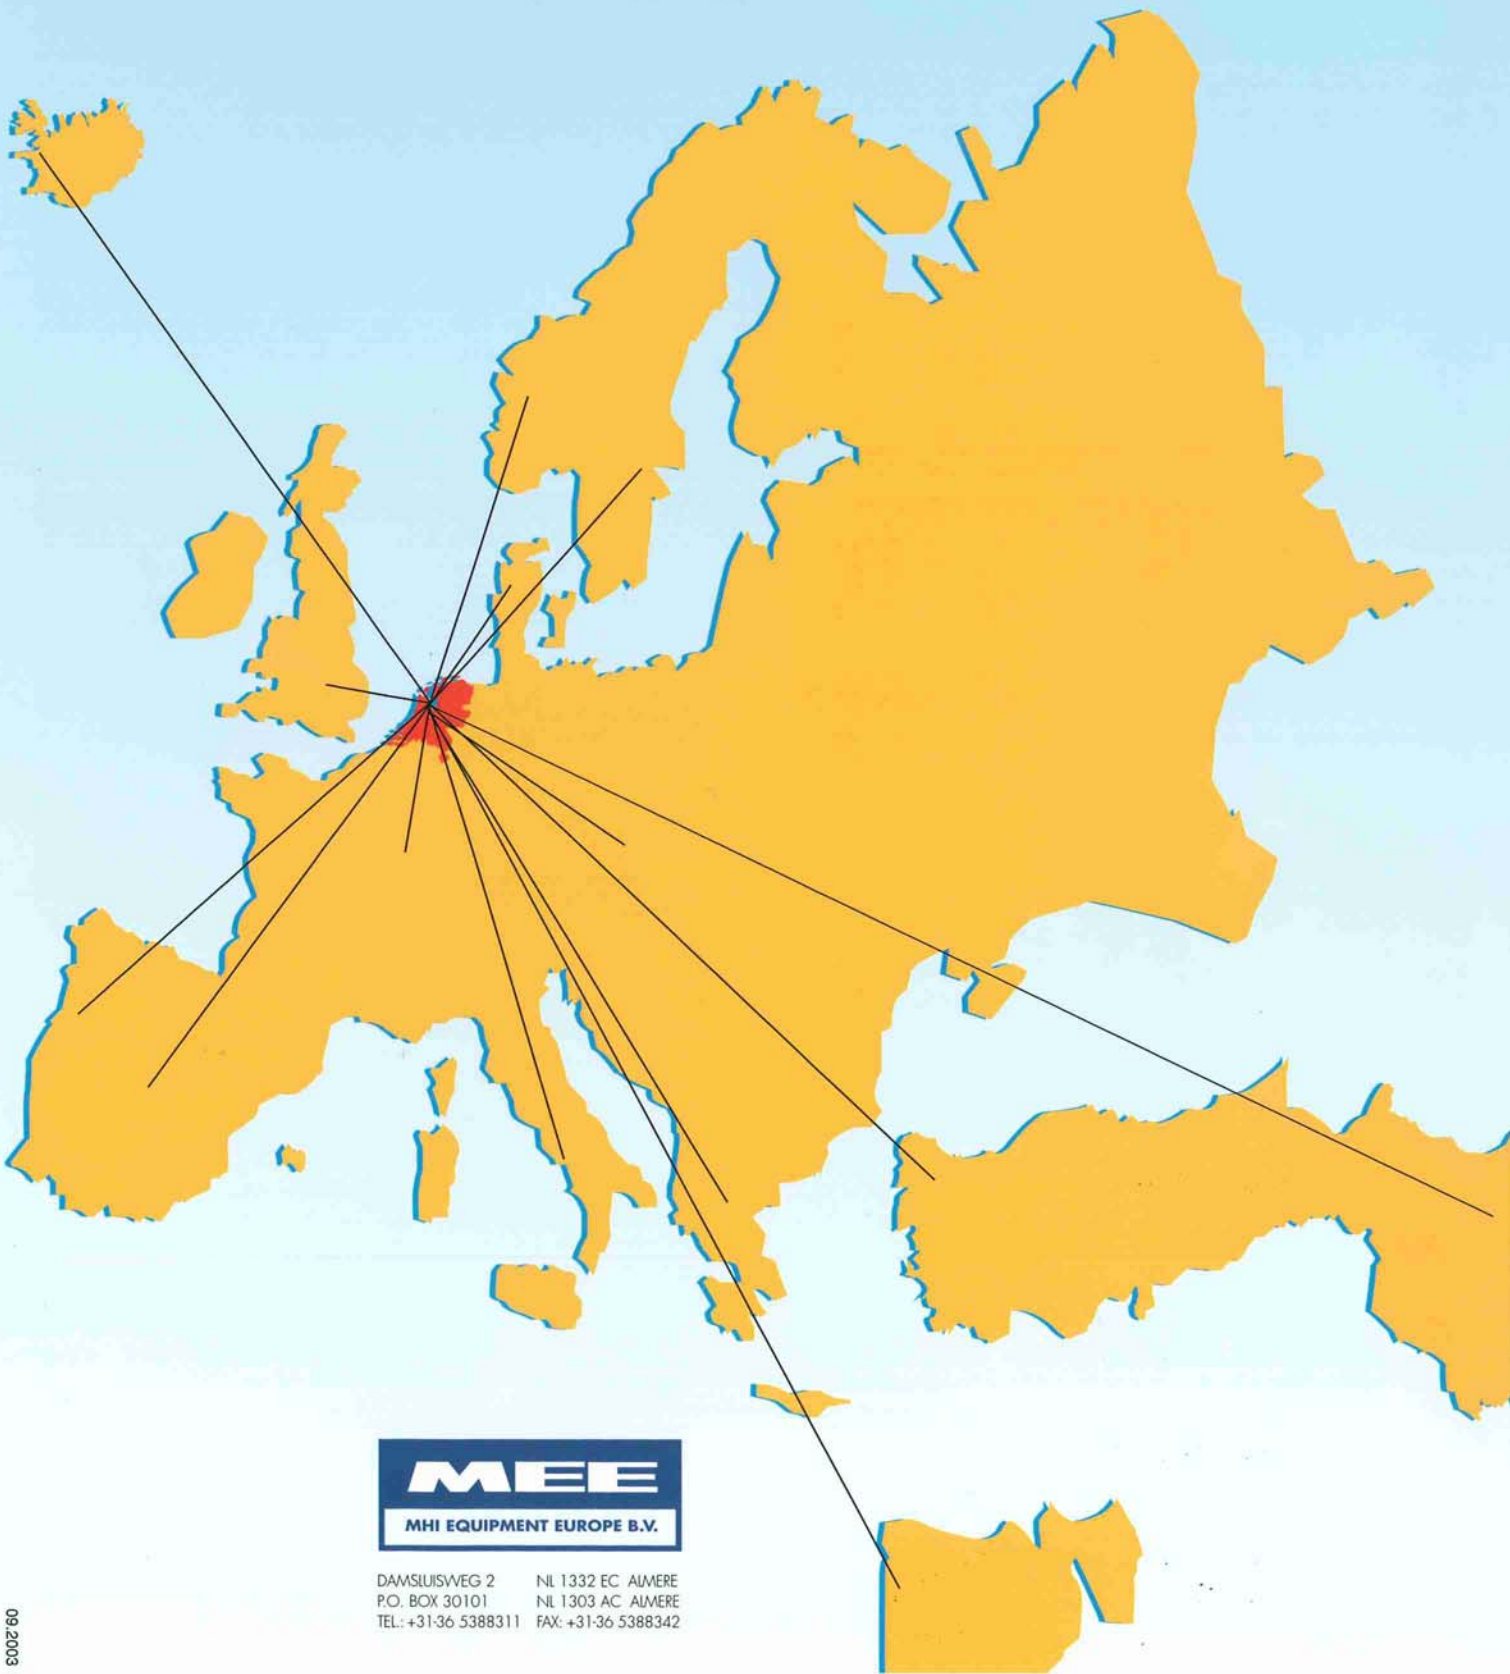 MEE
MHI EQUIPMENT EUROPE B.V.
DAMSLUISWEG 2 NL 1332 EC ALMERE
P.O. BOX 30101 NL 1303 AC ALMERE
TEL.: +31-36 5388311 FAX: +31-36 5388342
09.2003